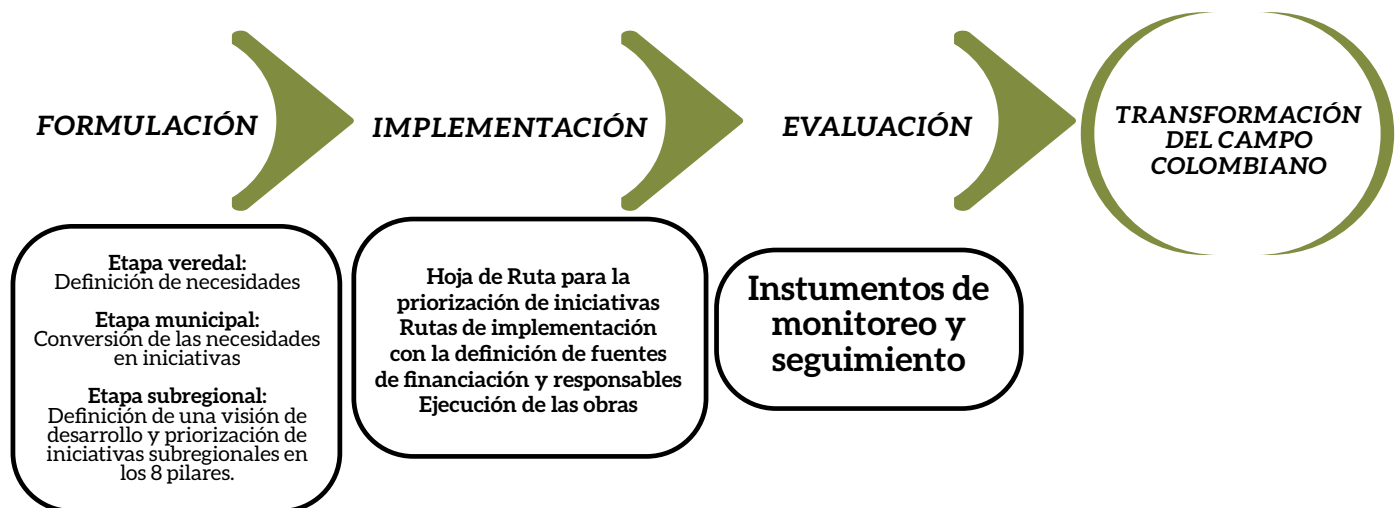 FORMULACIÓN
IMPLEMENTACIÓN
EVALUACIÓN
TRANSFORMACIÓN
DEL CAMPO
COLOMBIANO
Etapa veredal:
Definición de necesidades
Etapa municipal:
Conversión de las necesidades
en iniciativas
Etapa subregional:
Definición de una visión de
desarrollo y priorización de
iniciativas subregionales en
los 8 pilares.
Hoja de Ruta para la
priorización de iniciativas
Rutas de implementación
con la definición de fuentes
de financiación y responsables
Ejecución de las obras
Instumentos de
monitoreo y
seguimiento